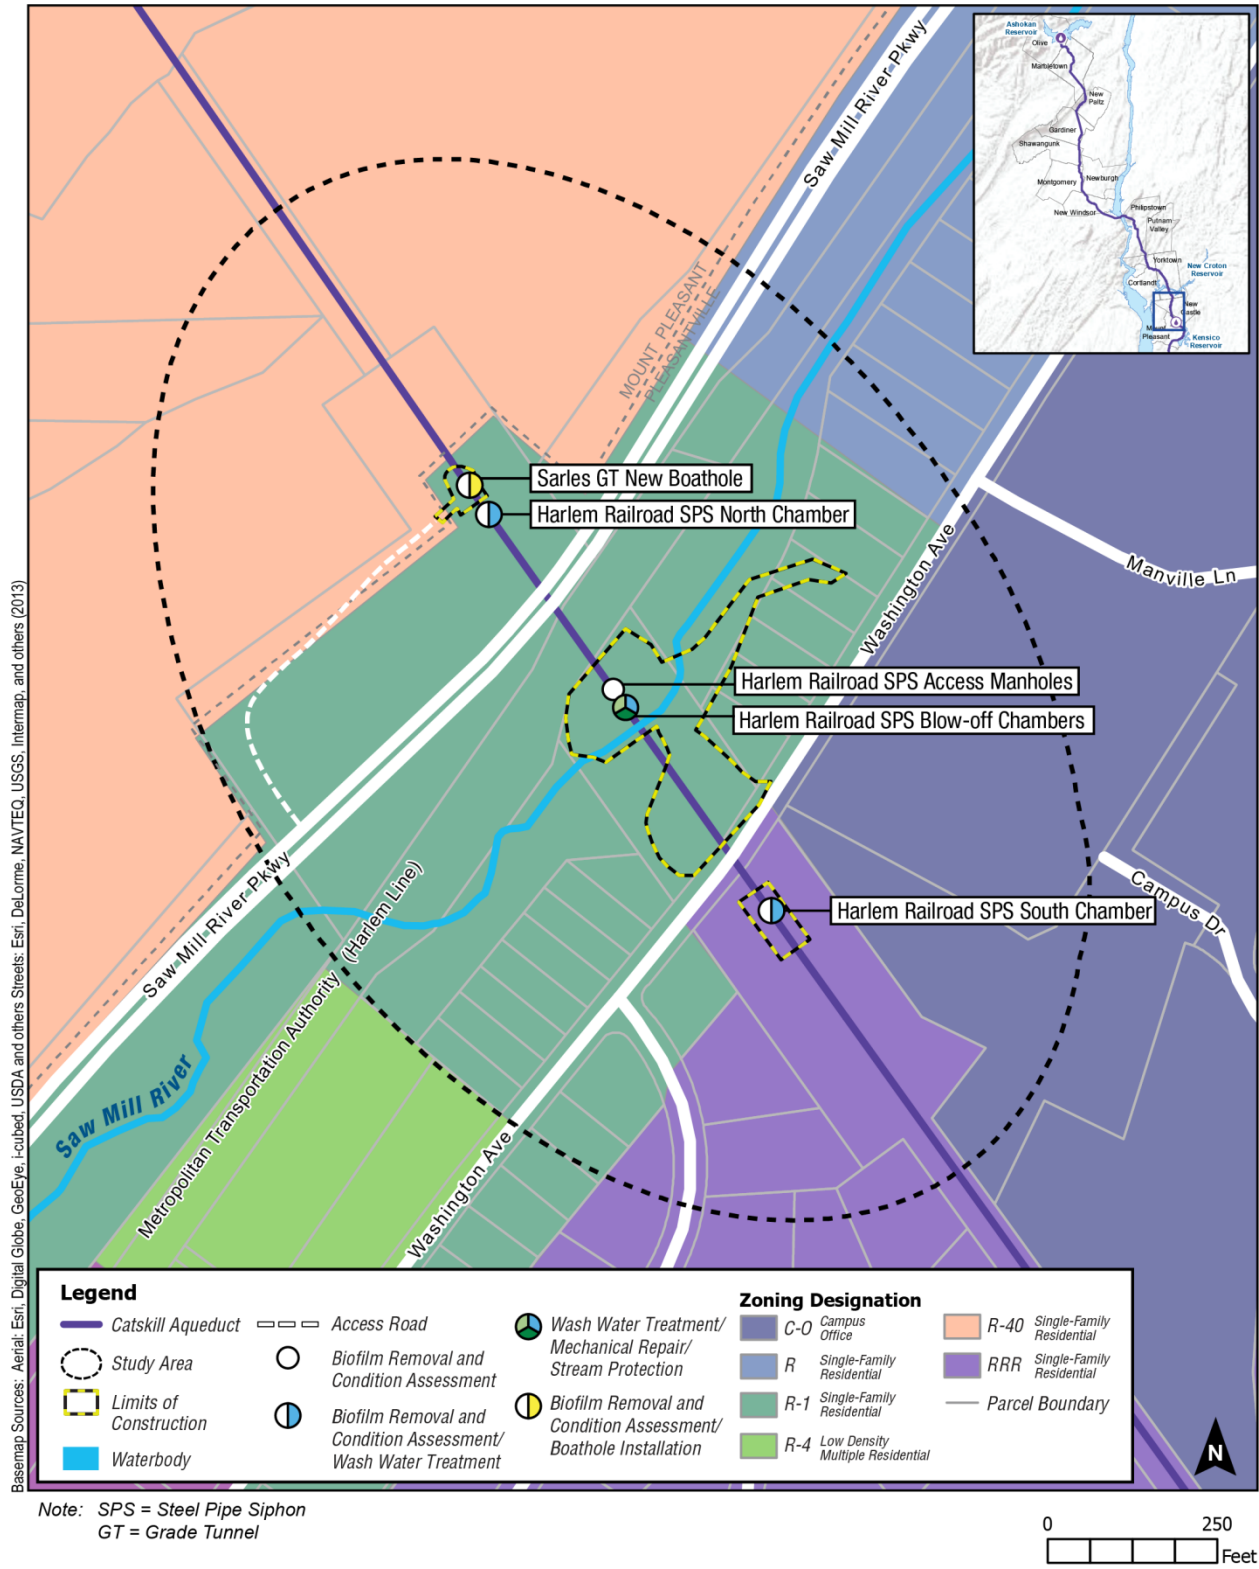 Saw Mill River Pkwy
Ashokan
Reservoir
Olive
Marbletown
New
Paltz
Gardiner
Shawangunk
Montgomery
Newburgh
New Windsor
Philipstown
Putnam
Valley
Yorktown
New Croton
Reservoir
Cortlandt
New
Castle
Mount
Pleasant
Kensico
Reservoir
MOUNT PLEASANT
PLEASANTVILLE
Sarles GT New Boathole
Harlem Railroad SPS North Chamber
Washington Ave
Manville Ln
Harlem Railroad SPS Access Manholes
Harlem Railroad SPS Blow-off Chambers
Saw Mill River Pkwy
Campus Dr
Harlem Railroad SPS South Chamber
Metropolitan Transportation Authority (Harlem Line)
Saw Mill River
Washington Ave
Basemap Sources: Aerial: Esri, Digital Globe, GeoEye, i-cubed, USDA and others Streets: Esri, DeLorme, NAVTEQ, USGS, Intermap, and others (2013)
Legend
Catskill Aqueduct
Study Area
Limits of
Construction
Waterbody
Access Road
Biofilm Removal and
Condition Assessment
Biofilm Removal and
Condition Assessment/
Wash Water Treatment
Wash Water Treatment/
Mechanical Repair/
Stream Protection
Biofilm Removal and
Condition Assessment/
Boathole Installation
Zoning Designation
C-O Campus
Office
R Single-Family
Residential
R-1 Single-Family
Residential
R-4 Low Density
Multiple Residential
R-40 Single-Family
Residential
RRR Single-Family
Residential
Parcel Boundary
N
Note: SPS = Steel Pipe Siphon
GT = Grade Tunnel
0 250
Feet